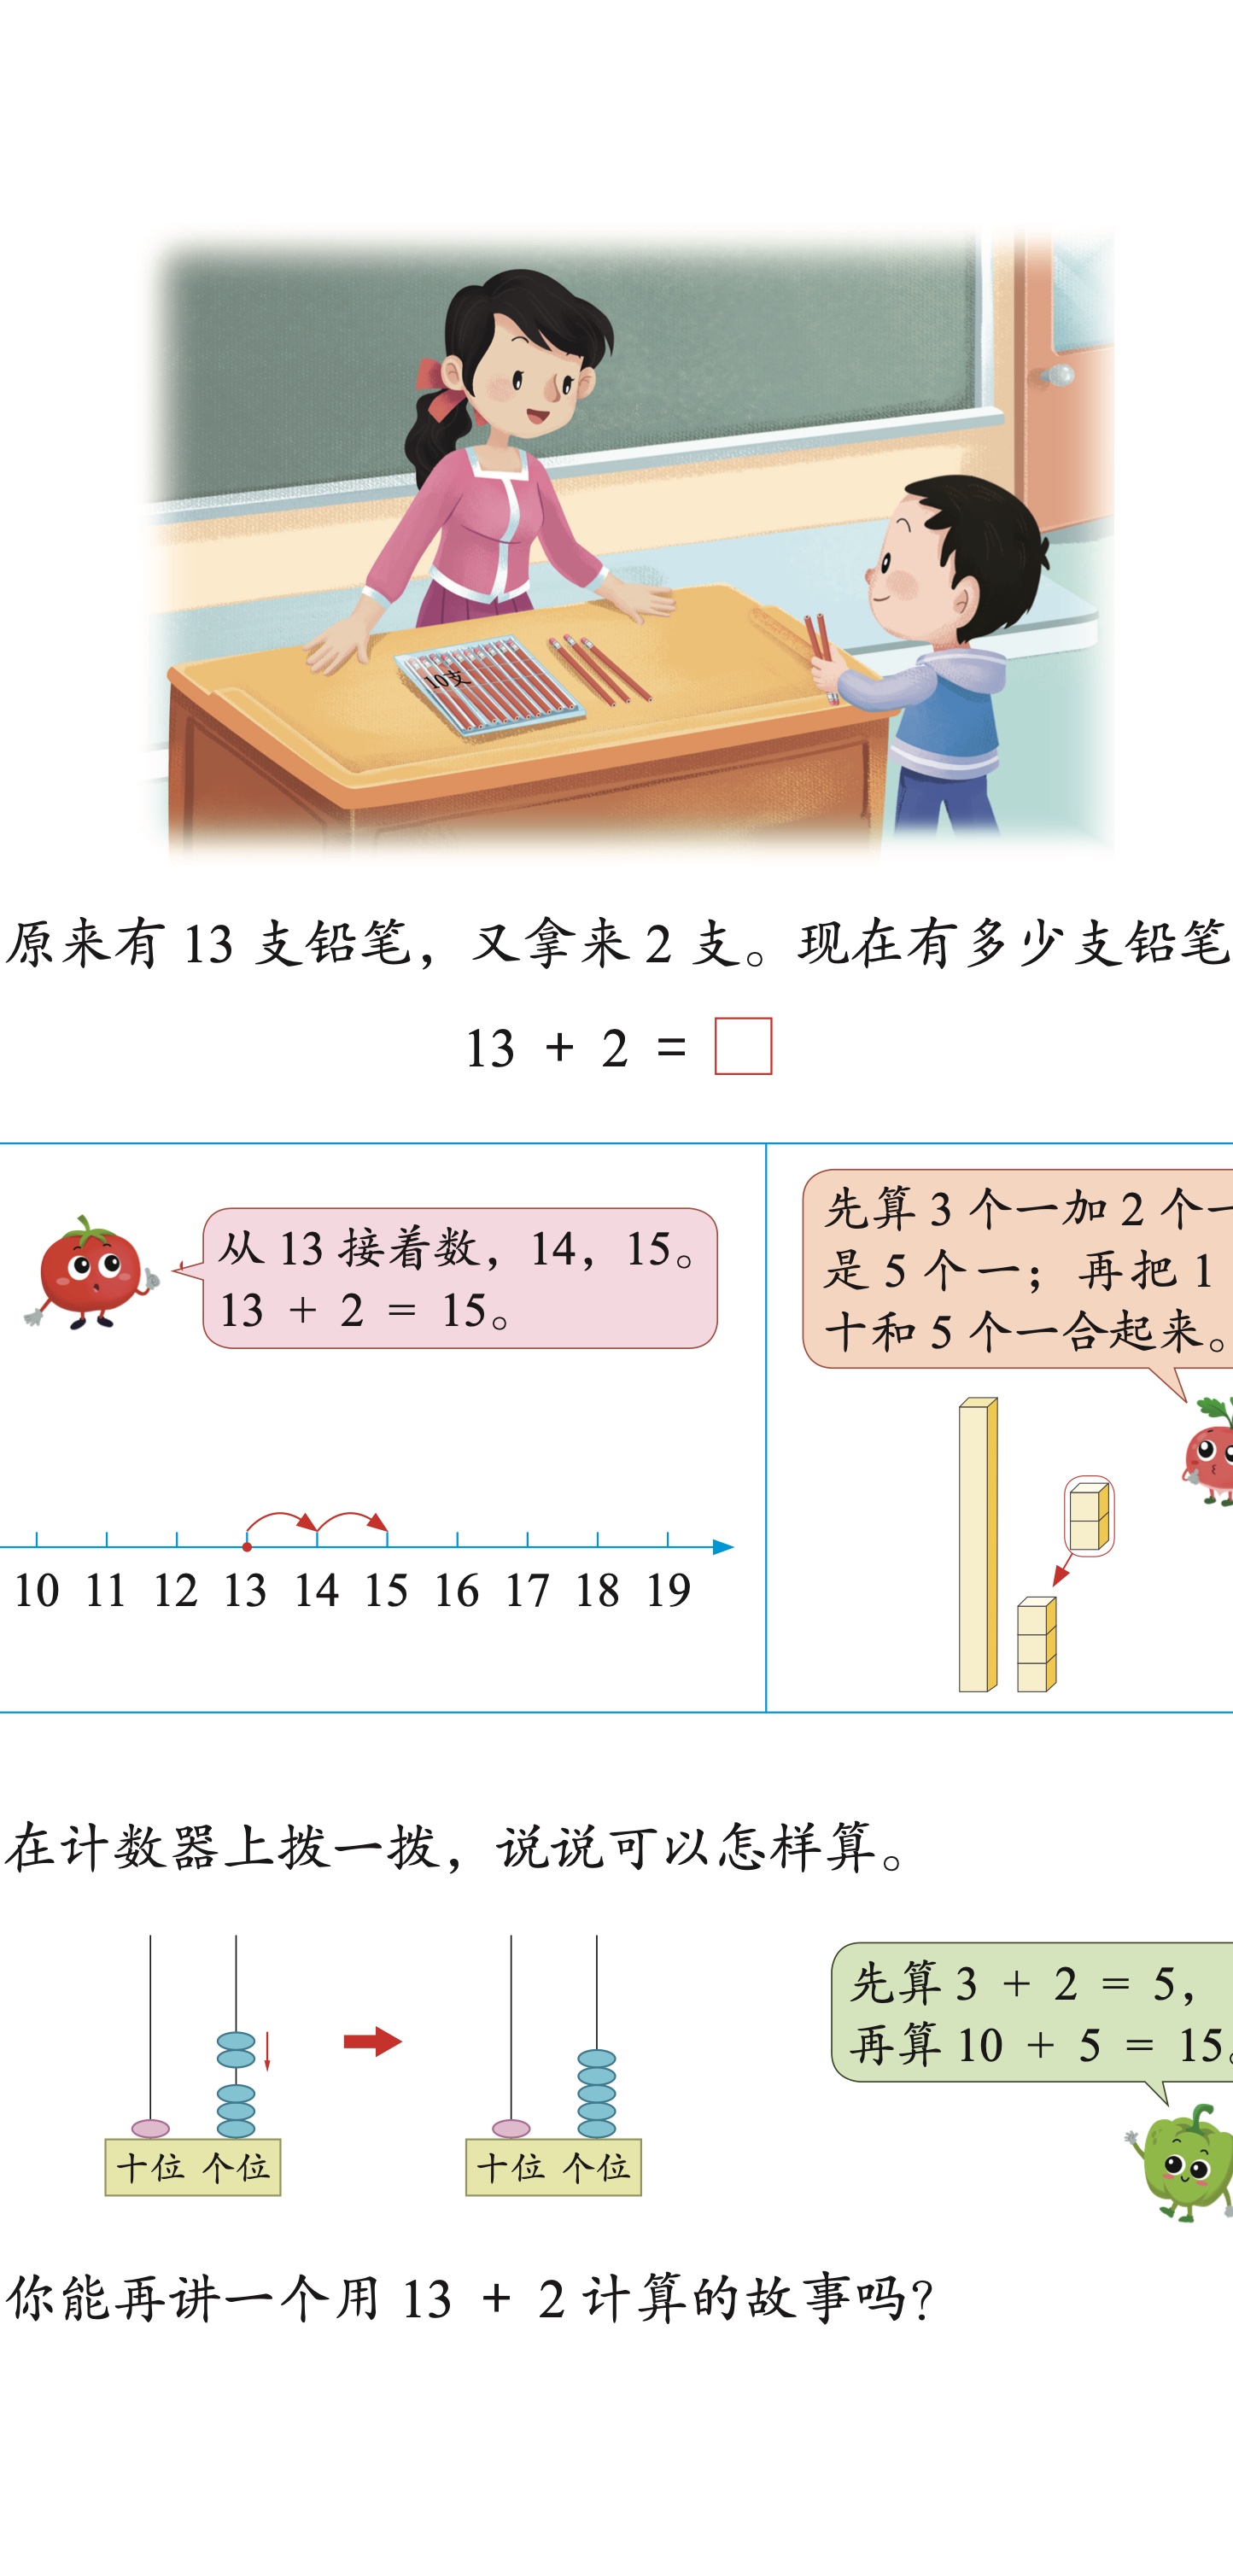 10支
原来有 13 支铅笔，又拿来 2 支。现在有多少支铅笔
13 + 2 = □
从 13 接着数，14，15。
13 + 2 = 15。
先算 3 个一加 2 个一
是 5 个一；再把 1
十和 5 个一合起来。
10 11 12 13 14 15 16 17 18 19
在计数器上拨一拨，说说可以怎样算。
先算 3 + 2 = 5，
再算 10 + 5 = 15。
十位 个位
十位 个位
你能再讲一个用 13 + 2 计算的故事吗？